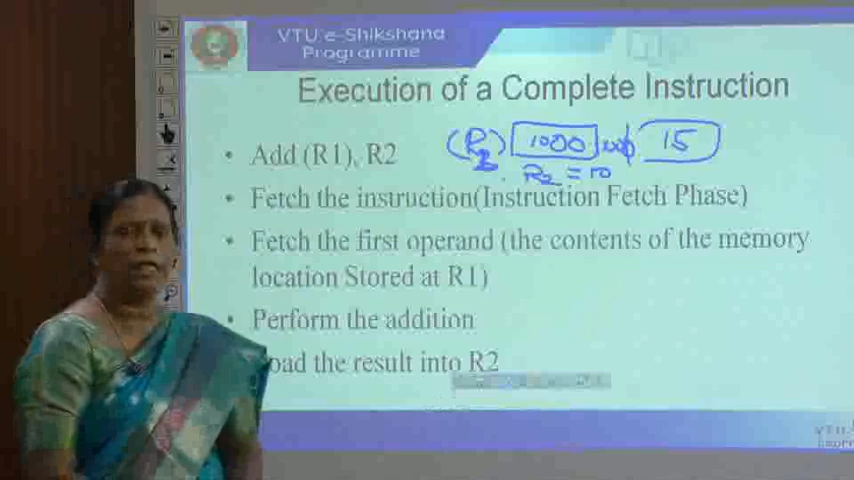 VTU e-Shikshana
Programme
Execution of a Complete Instruction
• Add (R1), R2
1000
15
R2 = 10
• Fetch the instruction(Instruction Fetch Phase)
• Fetch the first operand (the contents of the memory
location Stored at R1)
• Perform the addition
oad the result into R2
VTU